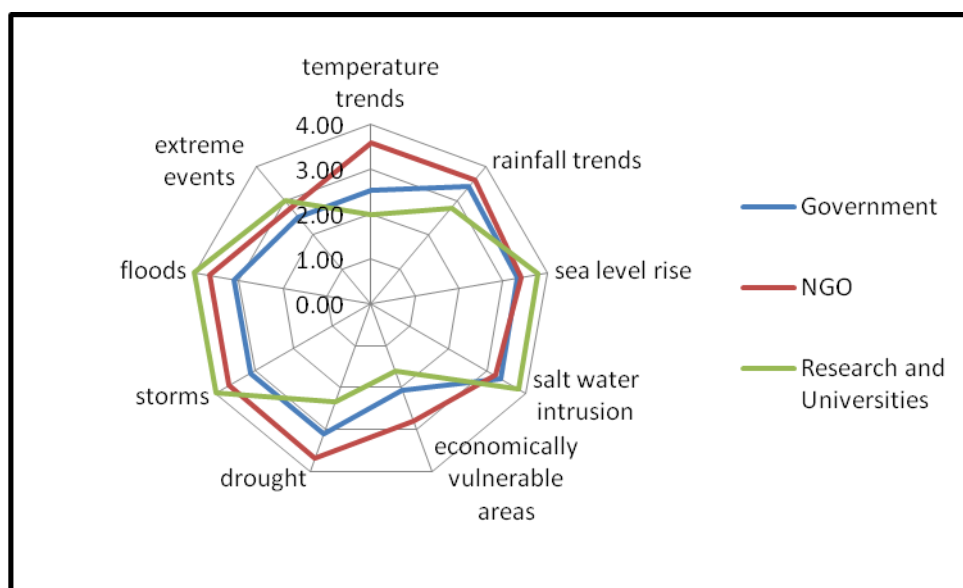 temperature
trends
4.00
3.00
2.00
1.00
0.00
rainfall trends
sea level rise
salt water
intrusion
economically
vulnerable
areas
drought
storms
floods
extreme
events
Government
NGO
Research and
Universities